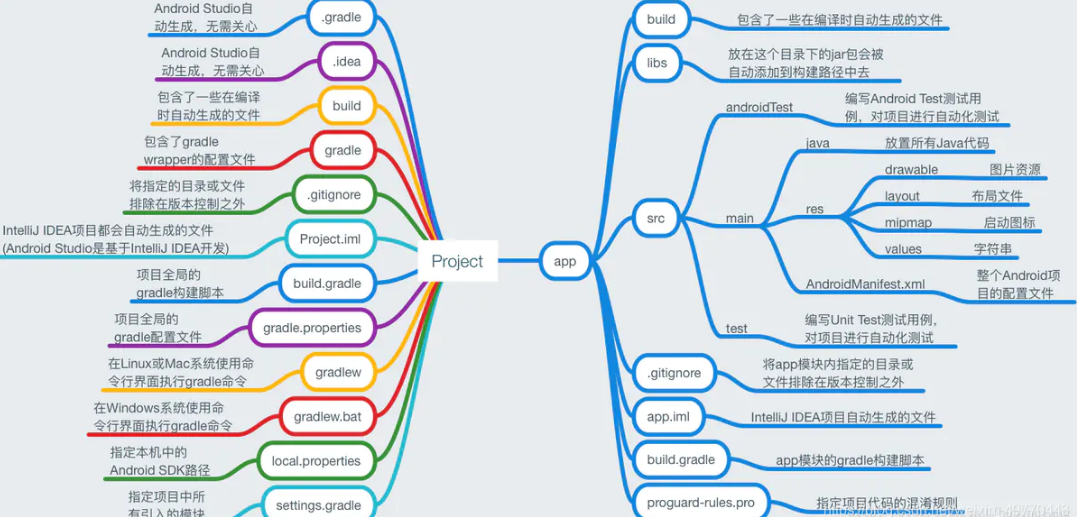 Android Studio自
动生成，无需关心
.gradle
Android Studio自
动生成，无需关心
.idea
包含了一些在编译
时自动生成的文件
build
包含了gradle
wrapper的配置文件
gradle
将指定的目录或文件
排除在版本控制之外
.gitignore
IntelliJ IDEA项目都会自动生成的文件
(Android Studio是基于IntelliJ IDEA开发)
Project.iml
项目全局的
gradle构建脚本
build.gradle
项目全局的
gradle配置文件
gradle.properties
在Linux或Mac系统使用命
令行界面执行gradle命令
gradlew
在Windows系统使用命
令行界面执行gradle命令
gradlew.bat
指定本机中的
Android SDK路径
local.properties
指定项目中所
有引入的模块
settings.gradle
Project
app
build
包含了一些在编译时自动生成的文件
libs
放在这个目录下的jar包会被
自动添加到构建路径中去
src
androidTest
编写Android Test测试用
例，对项目进行自动化测试
main
java
放置所有Java代码
res
drawable
图片资源
layout
布局文件
mipmap
启动图标
values
字符串
AndroidManifest.xml
整个Android项
目的配置文件
test
编写Unit Test测试用例，
对项目进行自动化测试
.gitignore
将app模块内指定的目录或
文件排除在版本控制之外
app.iml
IntelliJ IDEA项目自动生成的文件
build.gradle
app模块的gradle构建脚本
proguard-rules.pro
指定项目代码的混淆规则